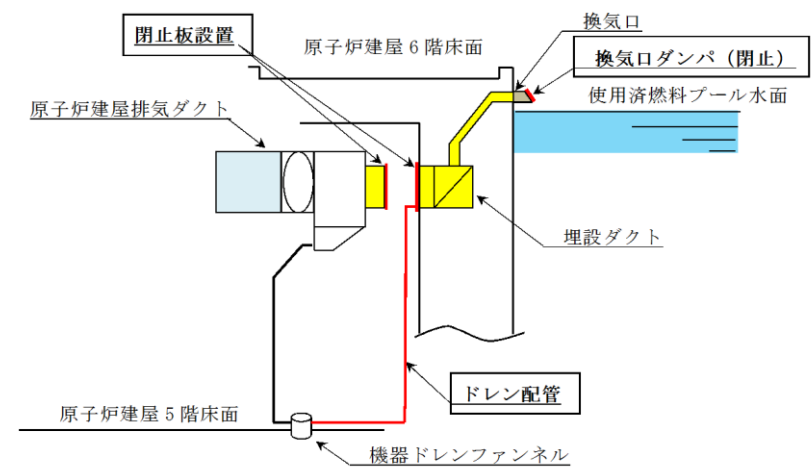 換気口
閉止板設置
原子炉建屋6階床面
換気口ダンパ（閉止）
使用済燃料プール水面
原子炉建屋排気ダクト
埋設ダクト
ドレン配管
原子炉建屋5階床面
機器ドレンファンネル